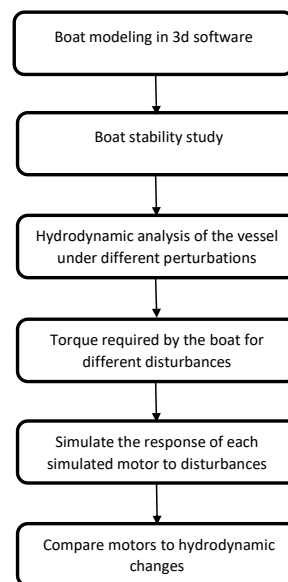 Boat modeling in 3d software
Boat stability study
Hydrodynamic analysis of the vessel
under different perturbations
Torque required by the boat for
different disturbances
Simulate the response of each
simulated motor to disturbances
Compare motors to hydrodynamic
changes